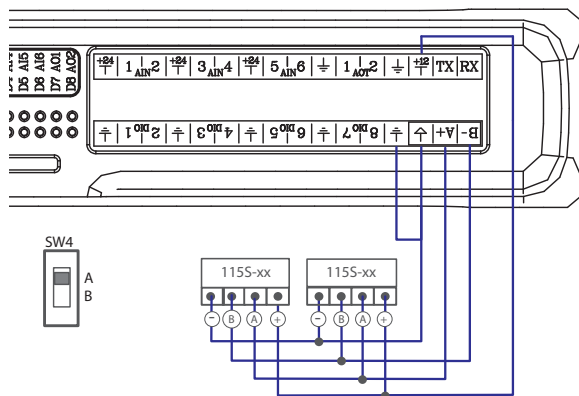 D5 AI5
D6 AI6
D7 AO1
D8 AO2
+24 1 AIN 2 +24 3 AIN 4 +24 5 AIN 6 1 AOT 2 +12 TX RX
1 DIO 2 3 DIO 4 5 DIO 6 7 DIO 8 A+ B-
SW4
A
B
115S-xx 115S-xx
− B A + − B A +